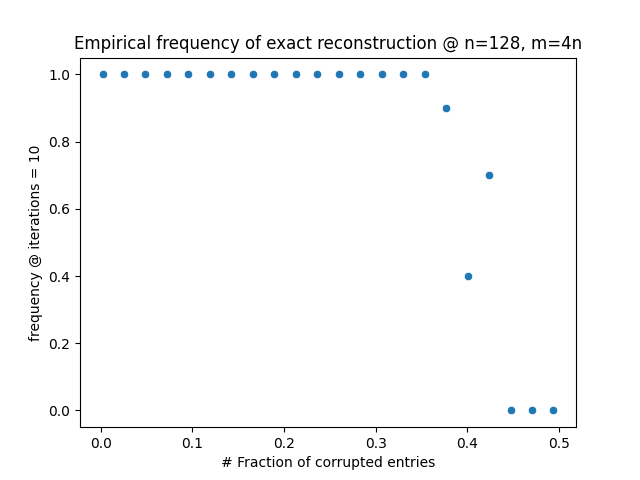 Empirical frequency of exact reconstruction @ n=128, m=4n
1.0
0.8
0.6
0.4
0.2
0.0
frequency @ iterations = 10
0.0 0.1 0.2 0.3 0.4 0.5
# Fraction of corrupted entries